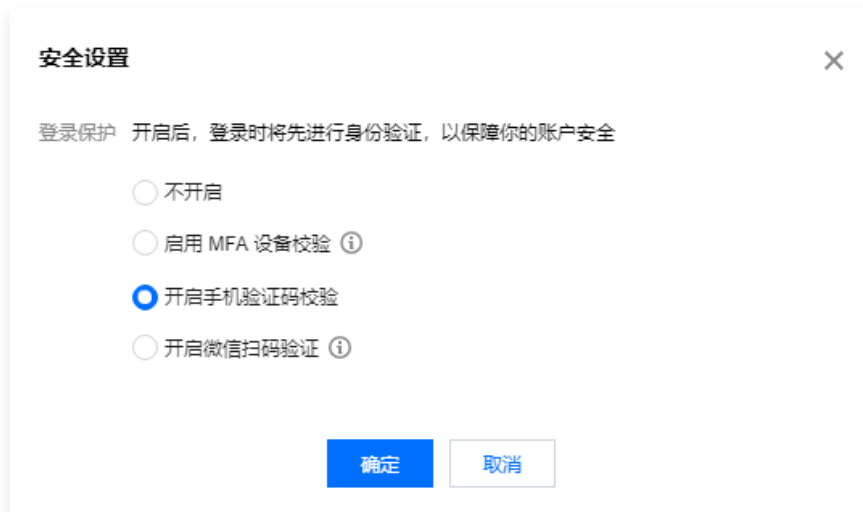 安全设置
登录保护 开启后，登录时将先进行身份验证，以保障你的账户安全
不开启
启用 MFA 设备校验
开启手机验证码校验
开启微信扫码验证
确定 取消